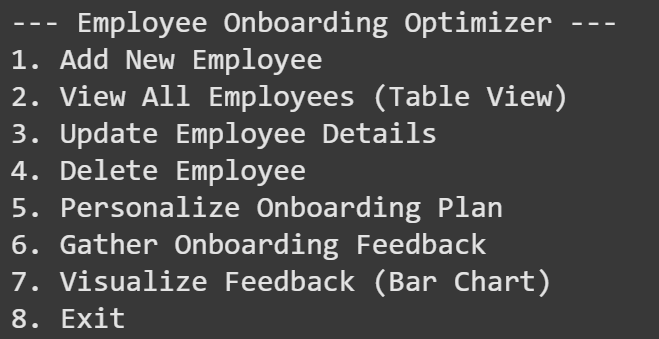 --- Employee Onboarding Optimizer ---
1. Add New Employee
2. View All Employees (Table View)
3. Update Employee Details
4. Delete Employee
5. Personalize Onboarding Plan
6. Gather Onboarding Feedback
7. Visualize Feedback (Bar Chart)
8. Exit